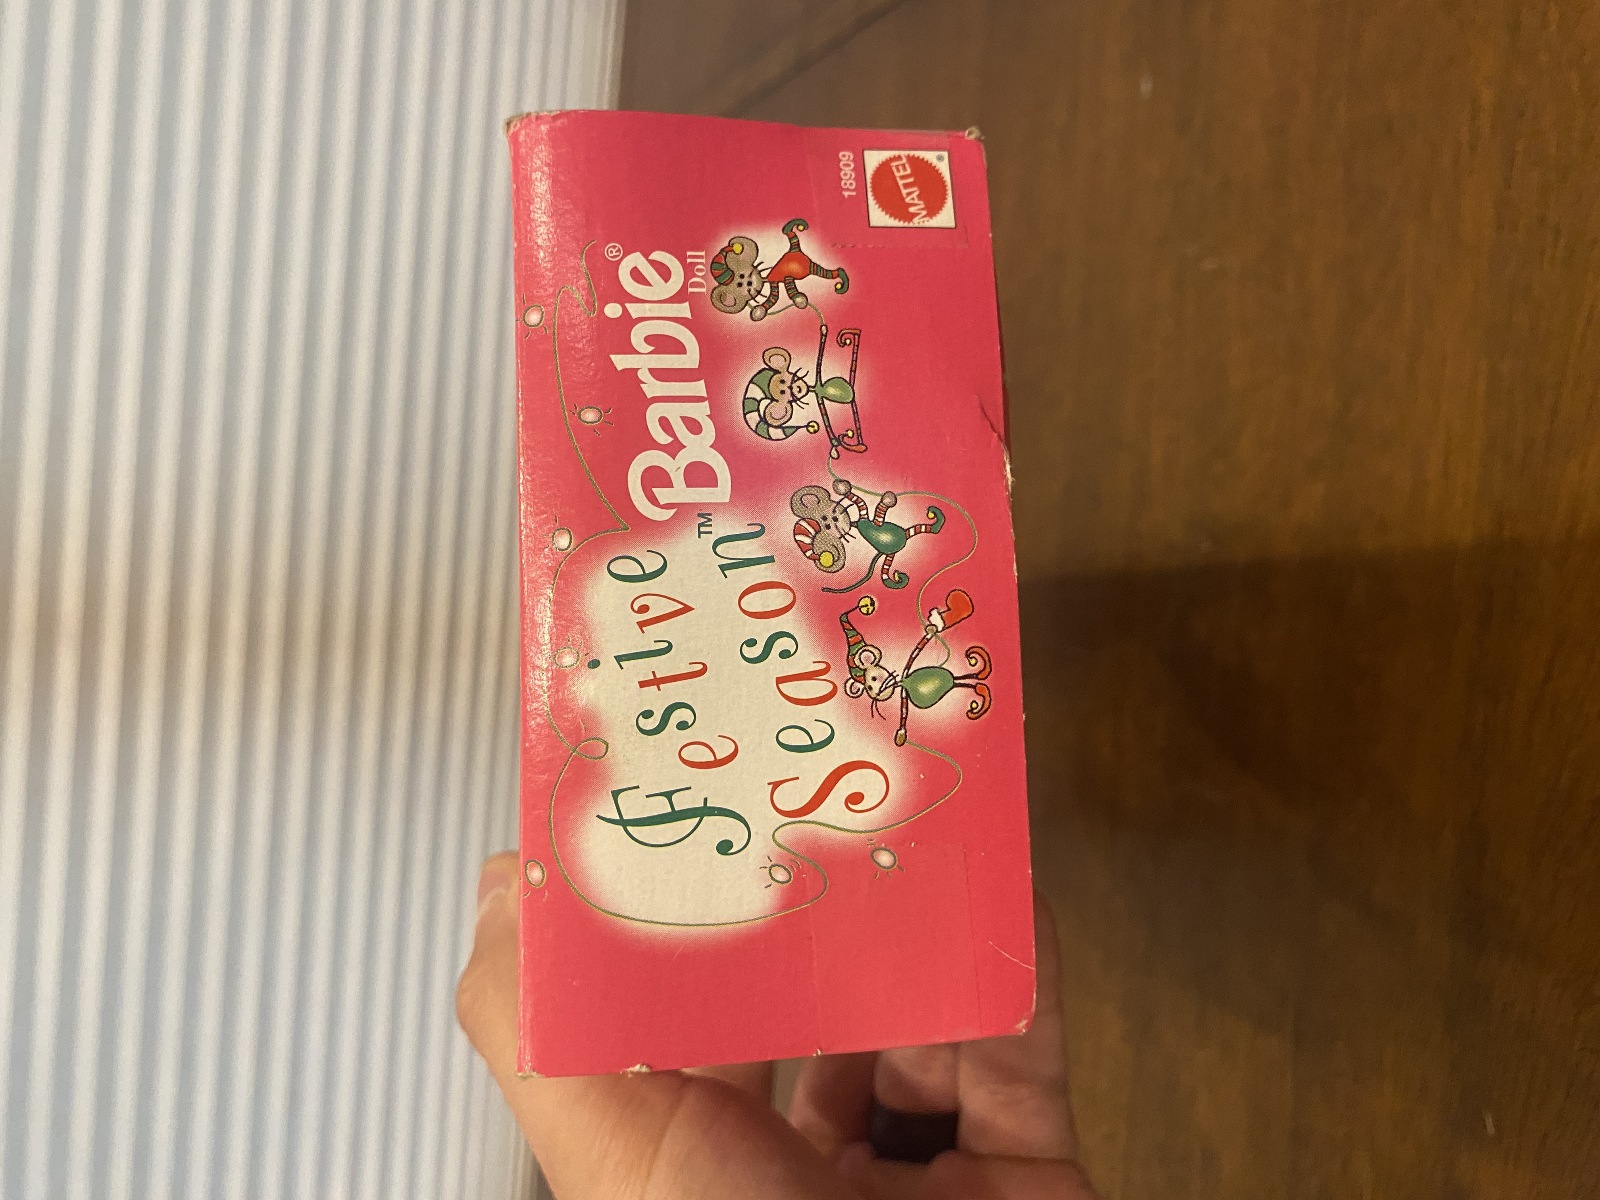 Festive
Season™
Barbie®
Doll
18909
MATTEL®